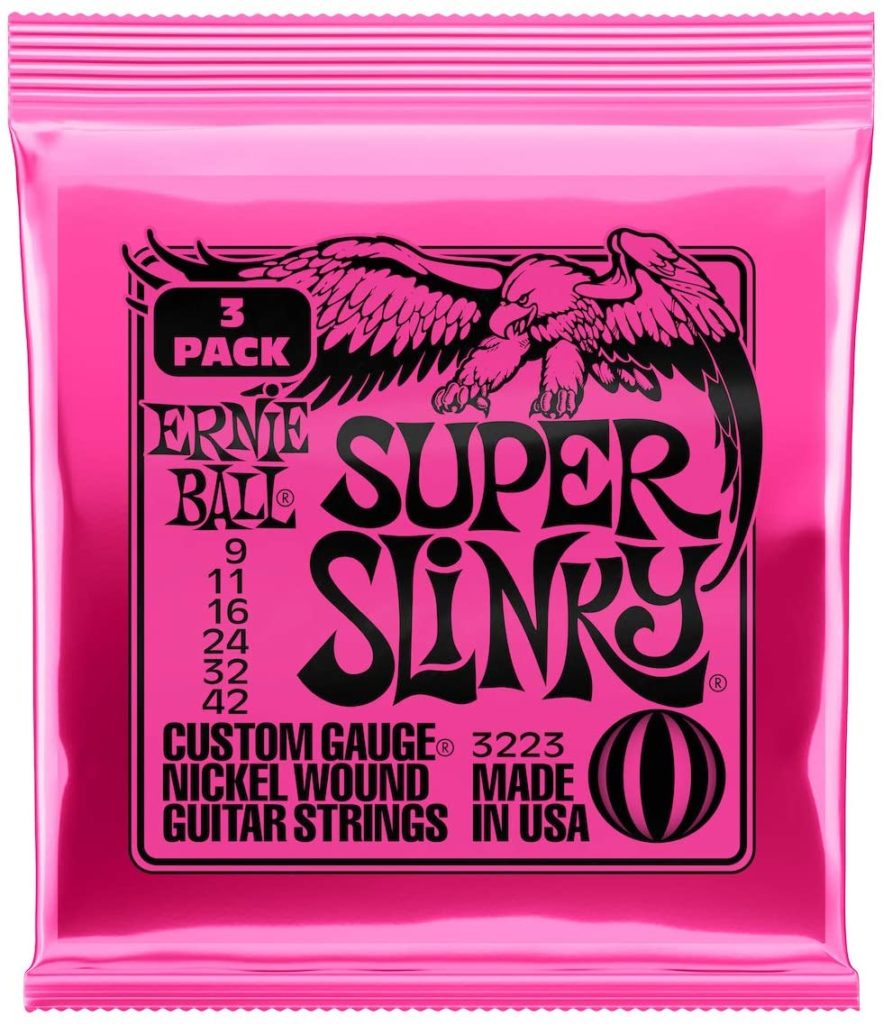 3
PACK
ERNIE
BALL®
SUPER
SLINKY®
9
11
16
24
32
42
CUSTOM GAUGE®
NICKEL WOUND
GUITAR STRINGS
3223
MADE
IN USA